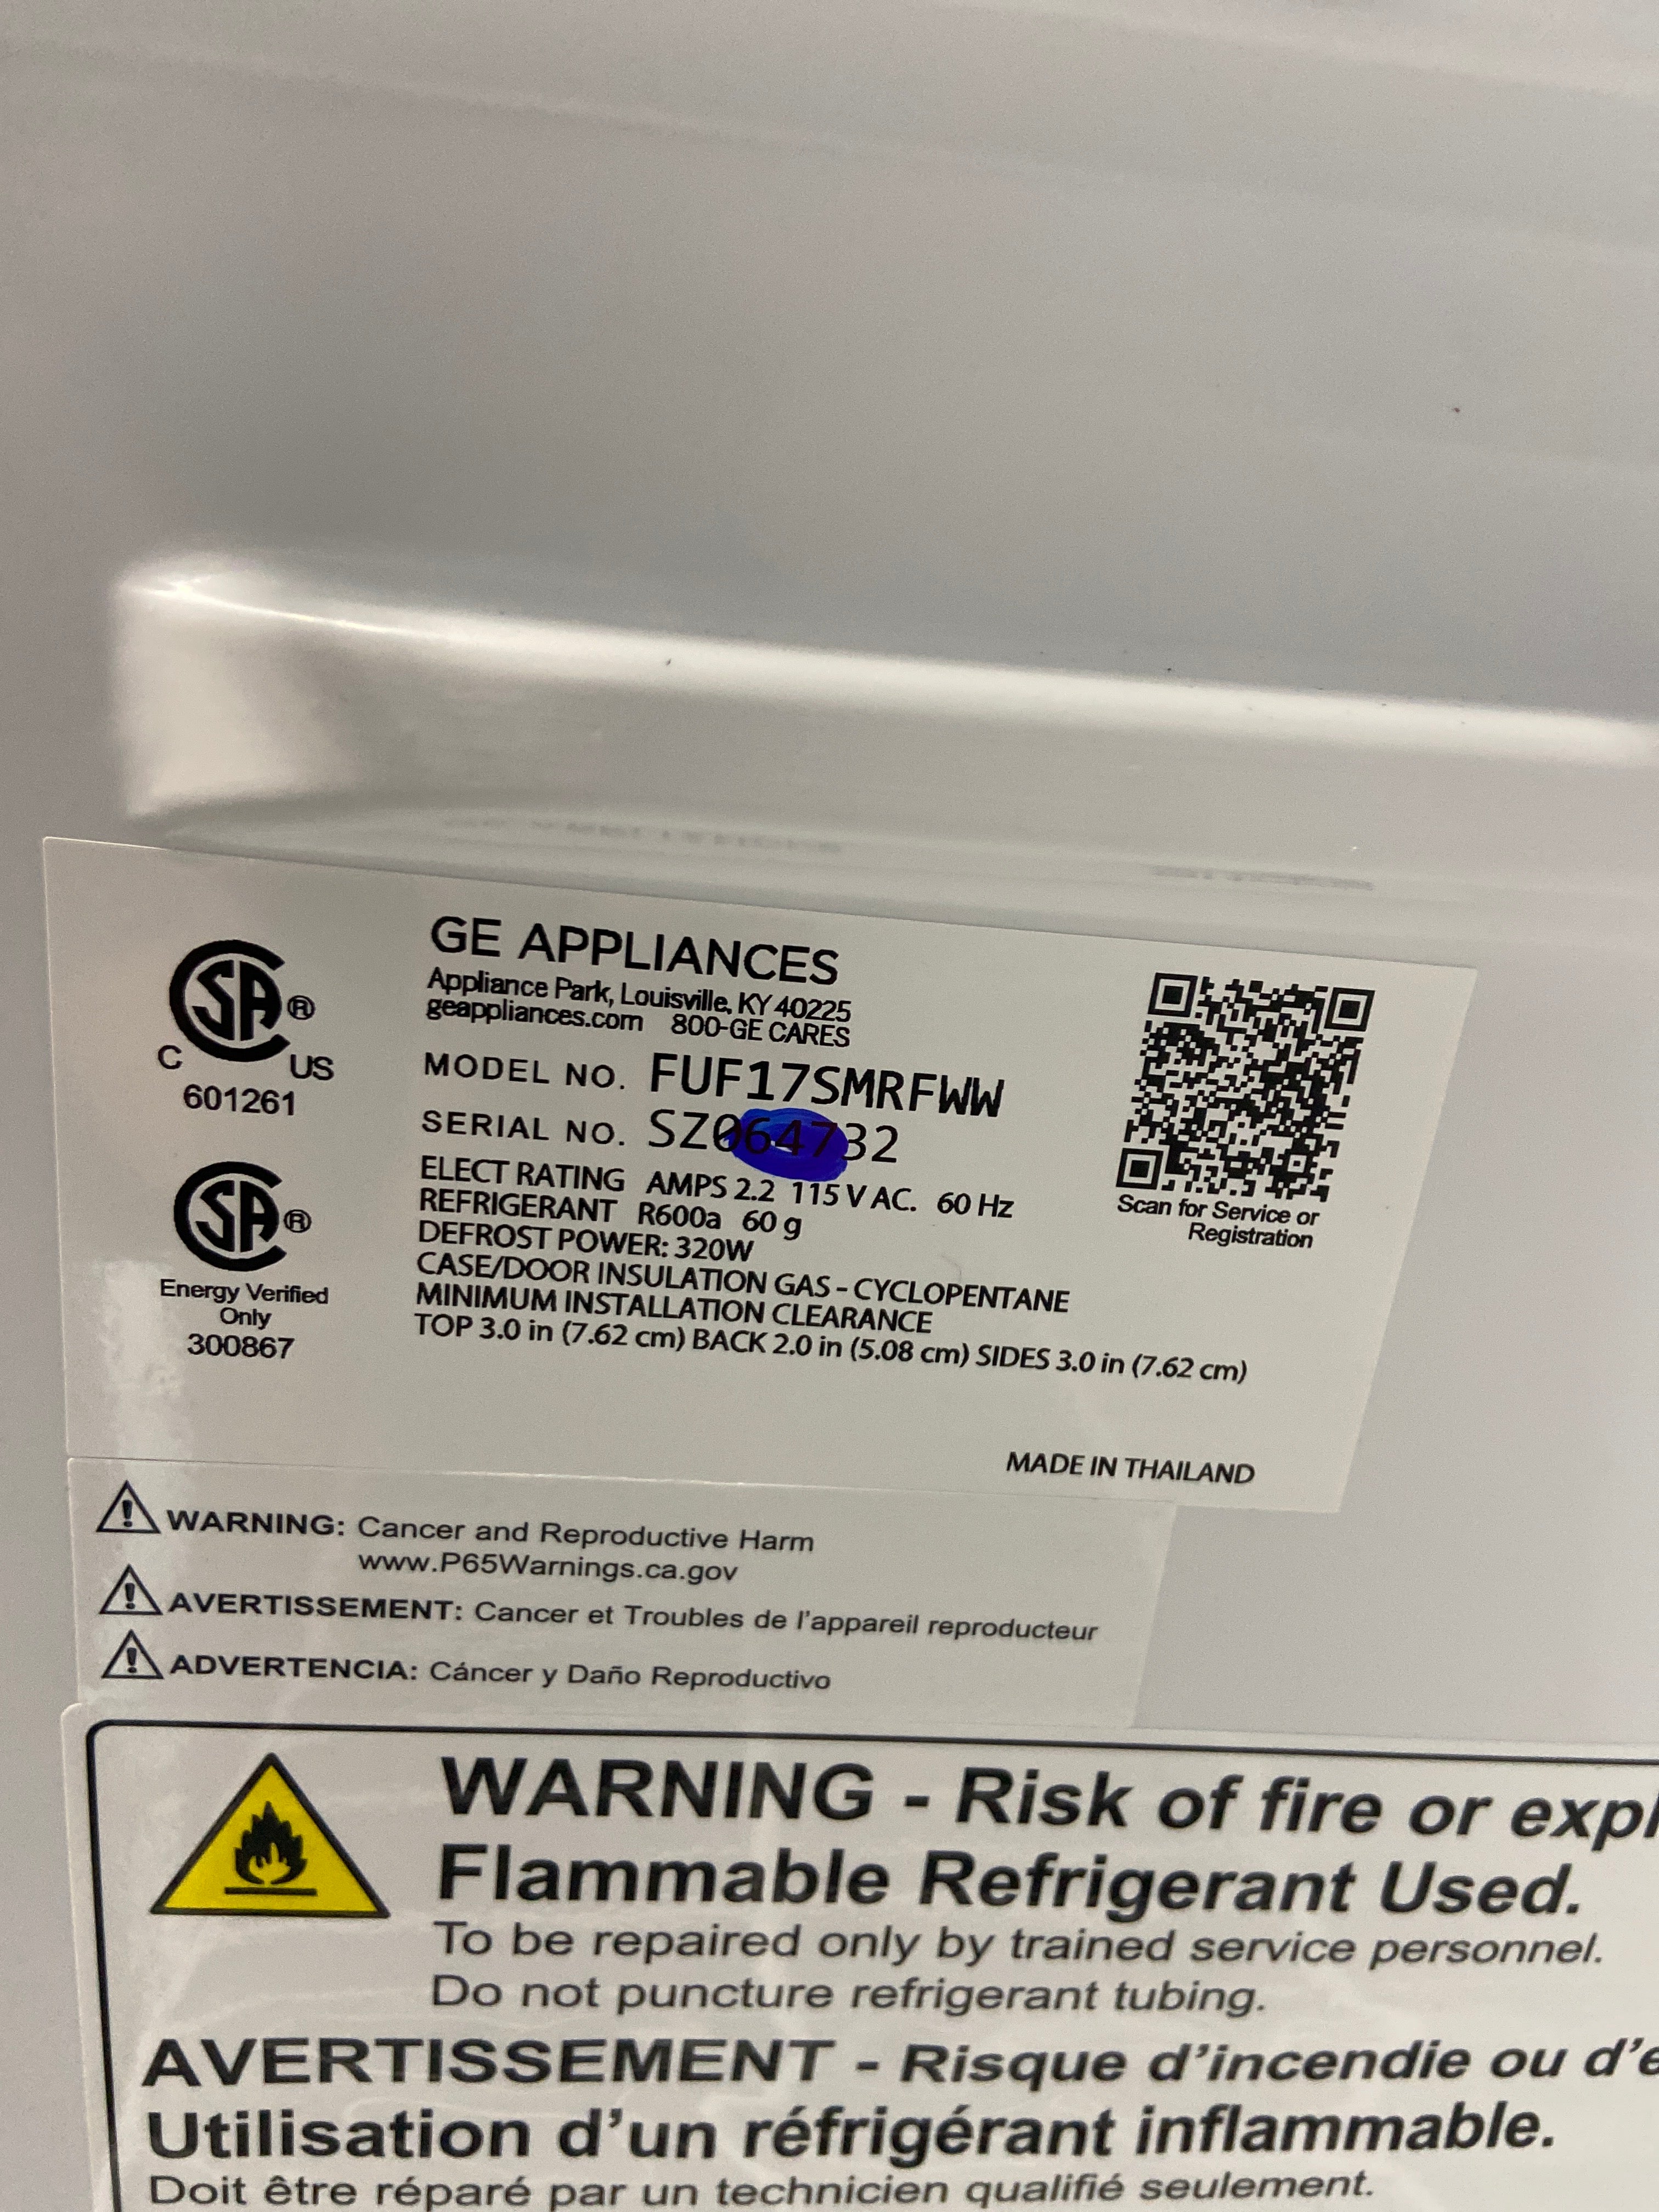 GE APPLIANCES
Appliance Park, Louisville, KY 40225
geappliances.com 800-GE CARES
MODEL NO. FUF17SMRFWW
SERIAL NO. SZ064732
ELECT RATING AMPS 2.2 115 V AC. 60 Hz
REFRIGERANT R600a 60 g
DEFROST POWER: 320W
CASE/DOOR INSULATION GAS - CYCLOPENTANE
MINIMUM INSTALLATION CLEARANCE
TOP 3.0 in (7.62 cm) BACK 2.0 in (5.08 cm) SIDES 3.0 in (7.62 cm)
SA®
C US
601261
SA®
Energy Verified
Only
300867
Scan for Service or
Registration
MADE IN THAILAND
WARNING: Cancer and Reproductive Harm
www.P65Warnings.ca.gov
AVERTISSEMENT: Cancer et Troubles de l'appareil reproducteur
ADVERTENCIA: Cáncer y Daño Reproductivo
WARNING - Risk of fire or expl
Flammable Refrigerant Used.
To be repaired only by trained service personnel.
Do not puncture refrigerant tubing.
AVERTISSEMENT - Risque d'incendie ou d'e
Utilisation d'un réfrigérant inflammable.
Doit être réparé par un technicien qualifié seulement.